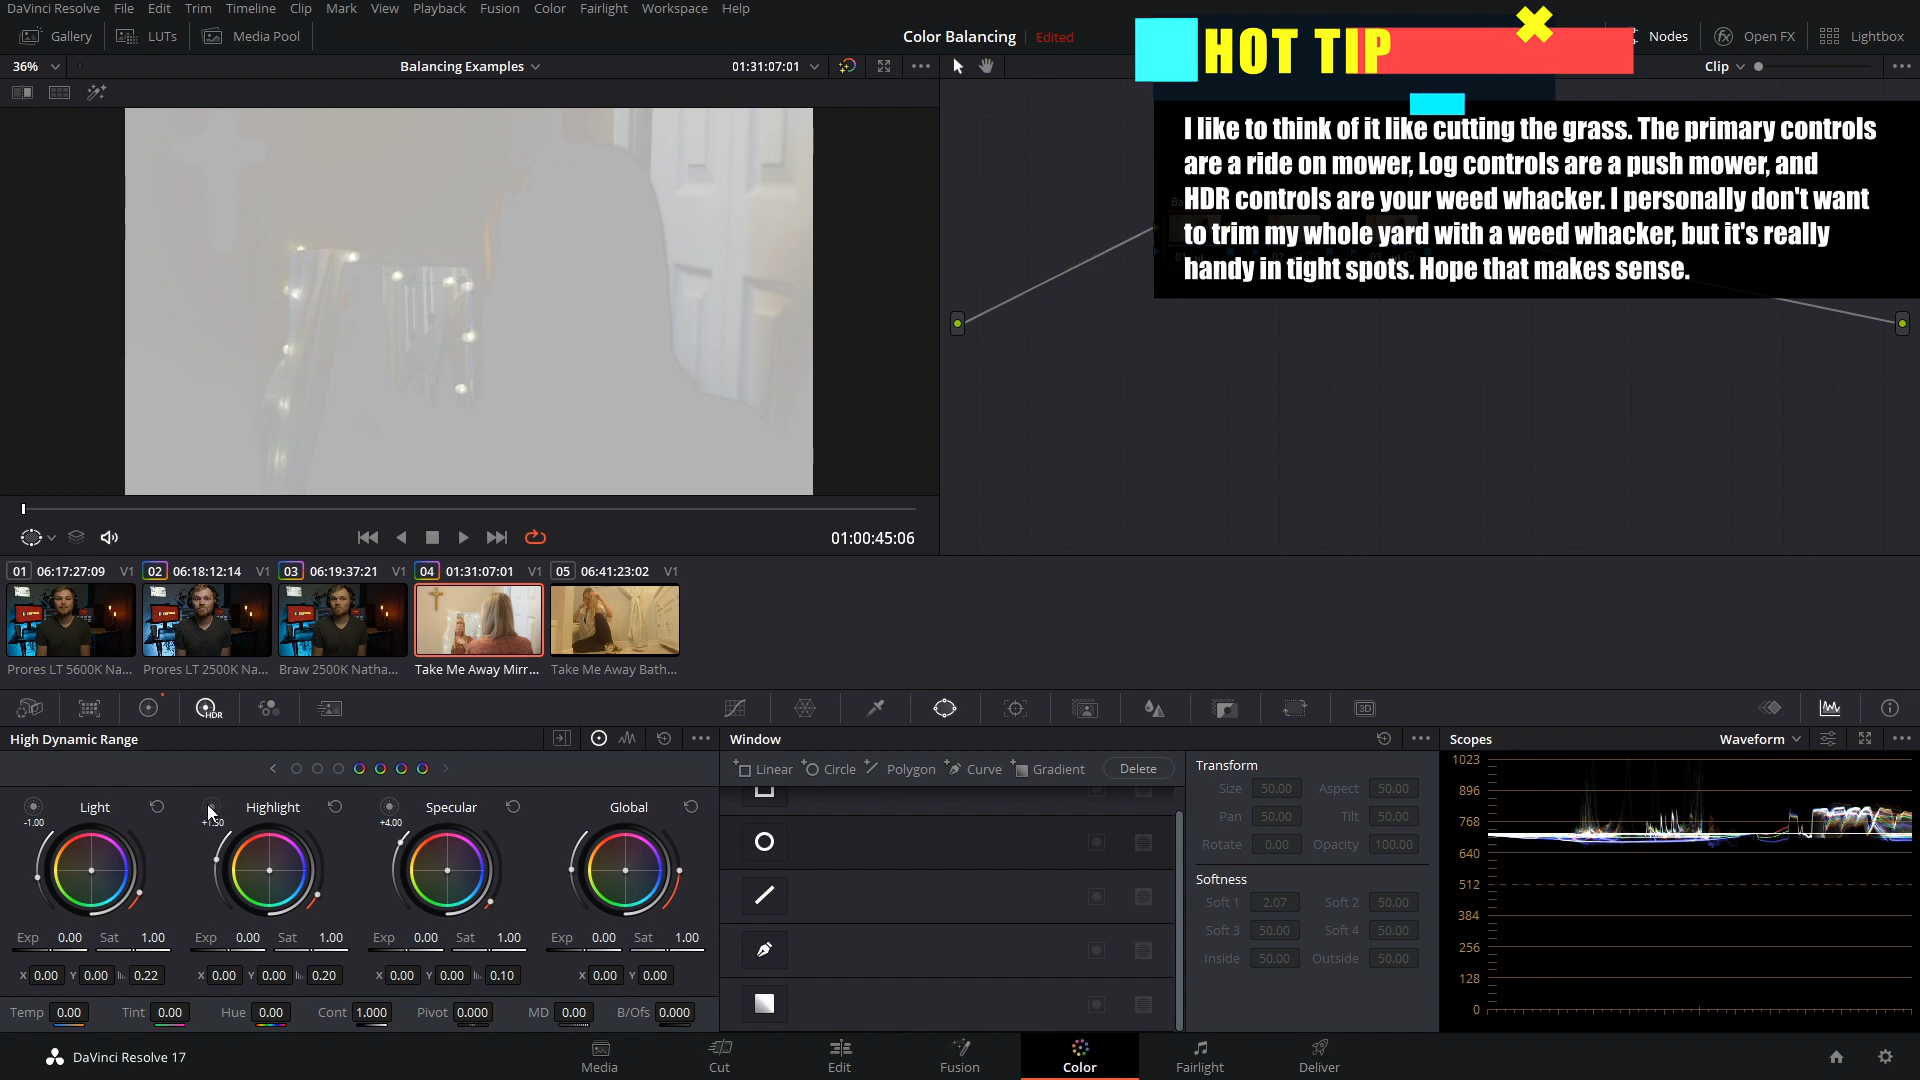 DaVinci Resolve File Edit Trim Timeline Clip Mark View Playback Fusion Color Fairlight Workspace Help
Gallery LUTs Media Pool Color Balancing Edited Nodes Open FX Lightbox
HOT TIP
36% Balancing Examples 01:31:07:01 Clip
I like to think of it like cutting the grass. The primary controls
are a ride on mower, Log controls are a push mower, and
HDR controls are your weed whacker. I personally don't want
to trim my whole yard with a weed whacker, but it's really
handy in tight spots. Hope that makes sense.
01:00:45:06
01 06:17:27:09 V1 02 06:18:12:14 V1 03 06:19:37:21 V1 04 01:31:07:01 V1 05 06:41:23:02 V1
Prores LT 5600K Na... Prores LT 2500K Na... Braw 2500K Natha... Take Me Away Mirr... Take Me Away Bath...
HDR 3D
High Dynamic Range Window Scopes Waveform
Linear Circle Polygon Curve Gradient Delete
Light Highlight Specular Global
-1.00 +1.50 +4.00
Exp 0.00 Sat 1.00 Exp 0.00 Sat 1.00 Exp 0.00 Sat 1.00 Exp 0.00 Sat 1.00
X 0.00 Y 0.00 0.22 X 0.00 Y 0.00 0.20 X 0.00 Y 0.00 0.10 X 0.00 Y 0.00
Temp 0.00 Tint 0.00 Hue 0.00 Cont 1.000 Pivot 0.000 MD 0.00 B/Ofs 0.000
Transform
Size 50.00 Aspect 50.00
Pan 50.00 Tilt 50.00
Rotate 0.00 Opacity 100.00
Softness
Soft 1 2.07 Soft 2 50.00
Soft 3 50.00 Soft 4 50.00
Inside 50.00 Outside 50.00
1023
896
768
640
512
384
256
128
0
DaVinci Resolve 17 Media Cut Edit Fusion Color Fairlight Deliver